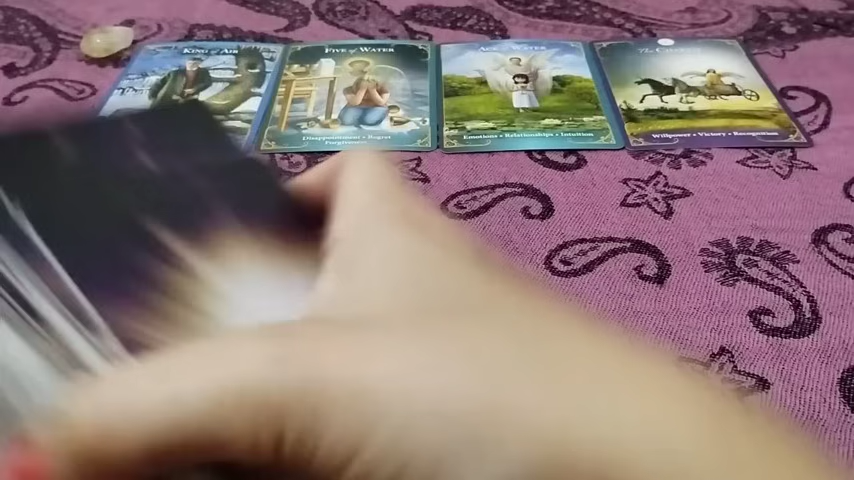 King of Air
Five of Water
Disappointment • Regret
Forgiveness
Ace of Water
Emotions • Relationships • Intuition
The Chariot
Willpower • Victory • Recognition